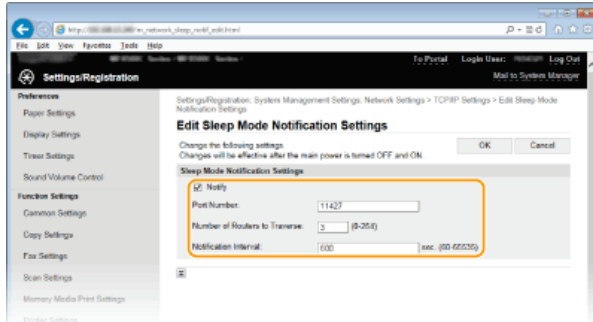 http://
/m_network_sleep_notif_edit.html
File Edit View Favorites Tools Help
To Portal Login User: Log Out
Settings/Registration
Mail to System Manager
Preferences
Paper Settings
Display Settings
Timer Settings
Sound Volume Control
Function Settings
Common Settings
Copy Settings
Fax Settings
Scan Settings
Memory Media Print Settings
Printer Settings
Settings/Registration: System Management Settings: Network Settings > TCP/IP Settings > Edit Sleep Mode
Notification Settings
Edit Sleep Mode Notification Settings
Change the following settings
Changes will be effective after the main power is turned OFF and ON.
OK Cancel
Sleep Mode Notification Settings
Notify
Port Number: 11427
Number of Routers to Traverse: 3 (0-254)
Notification Interval: 600 sec. (60-65535)